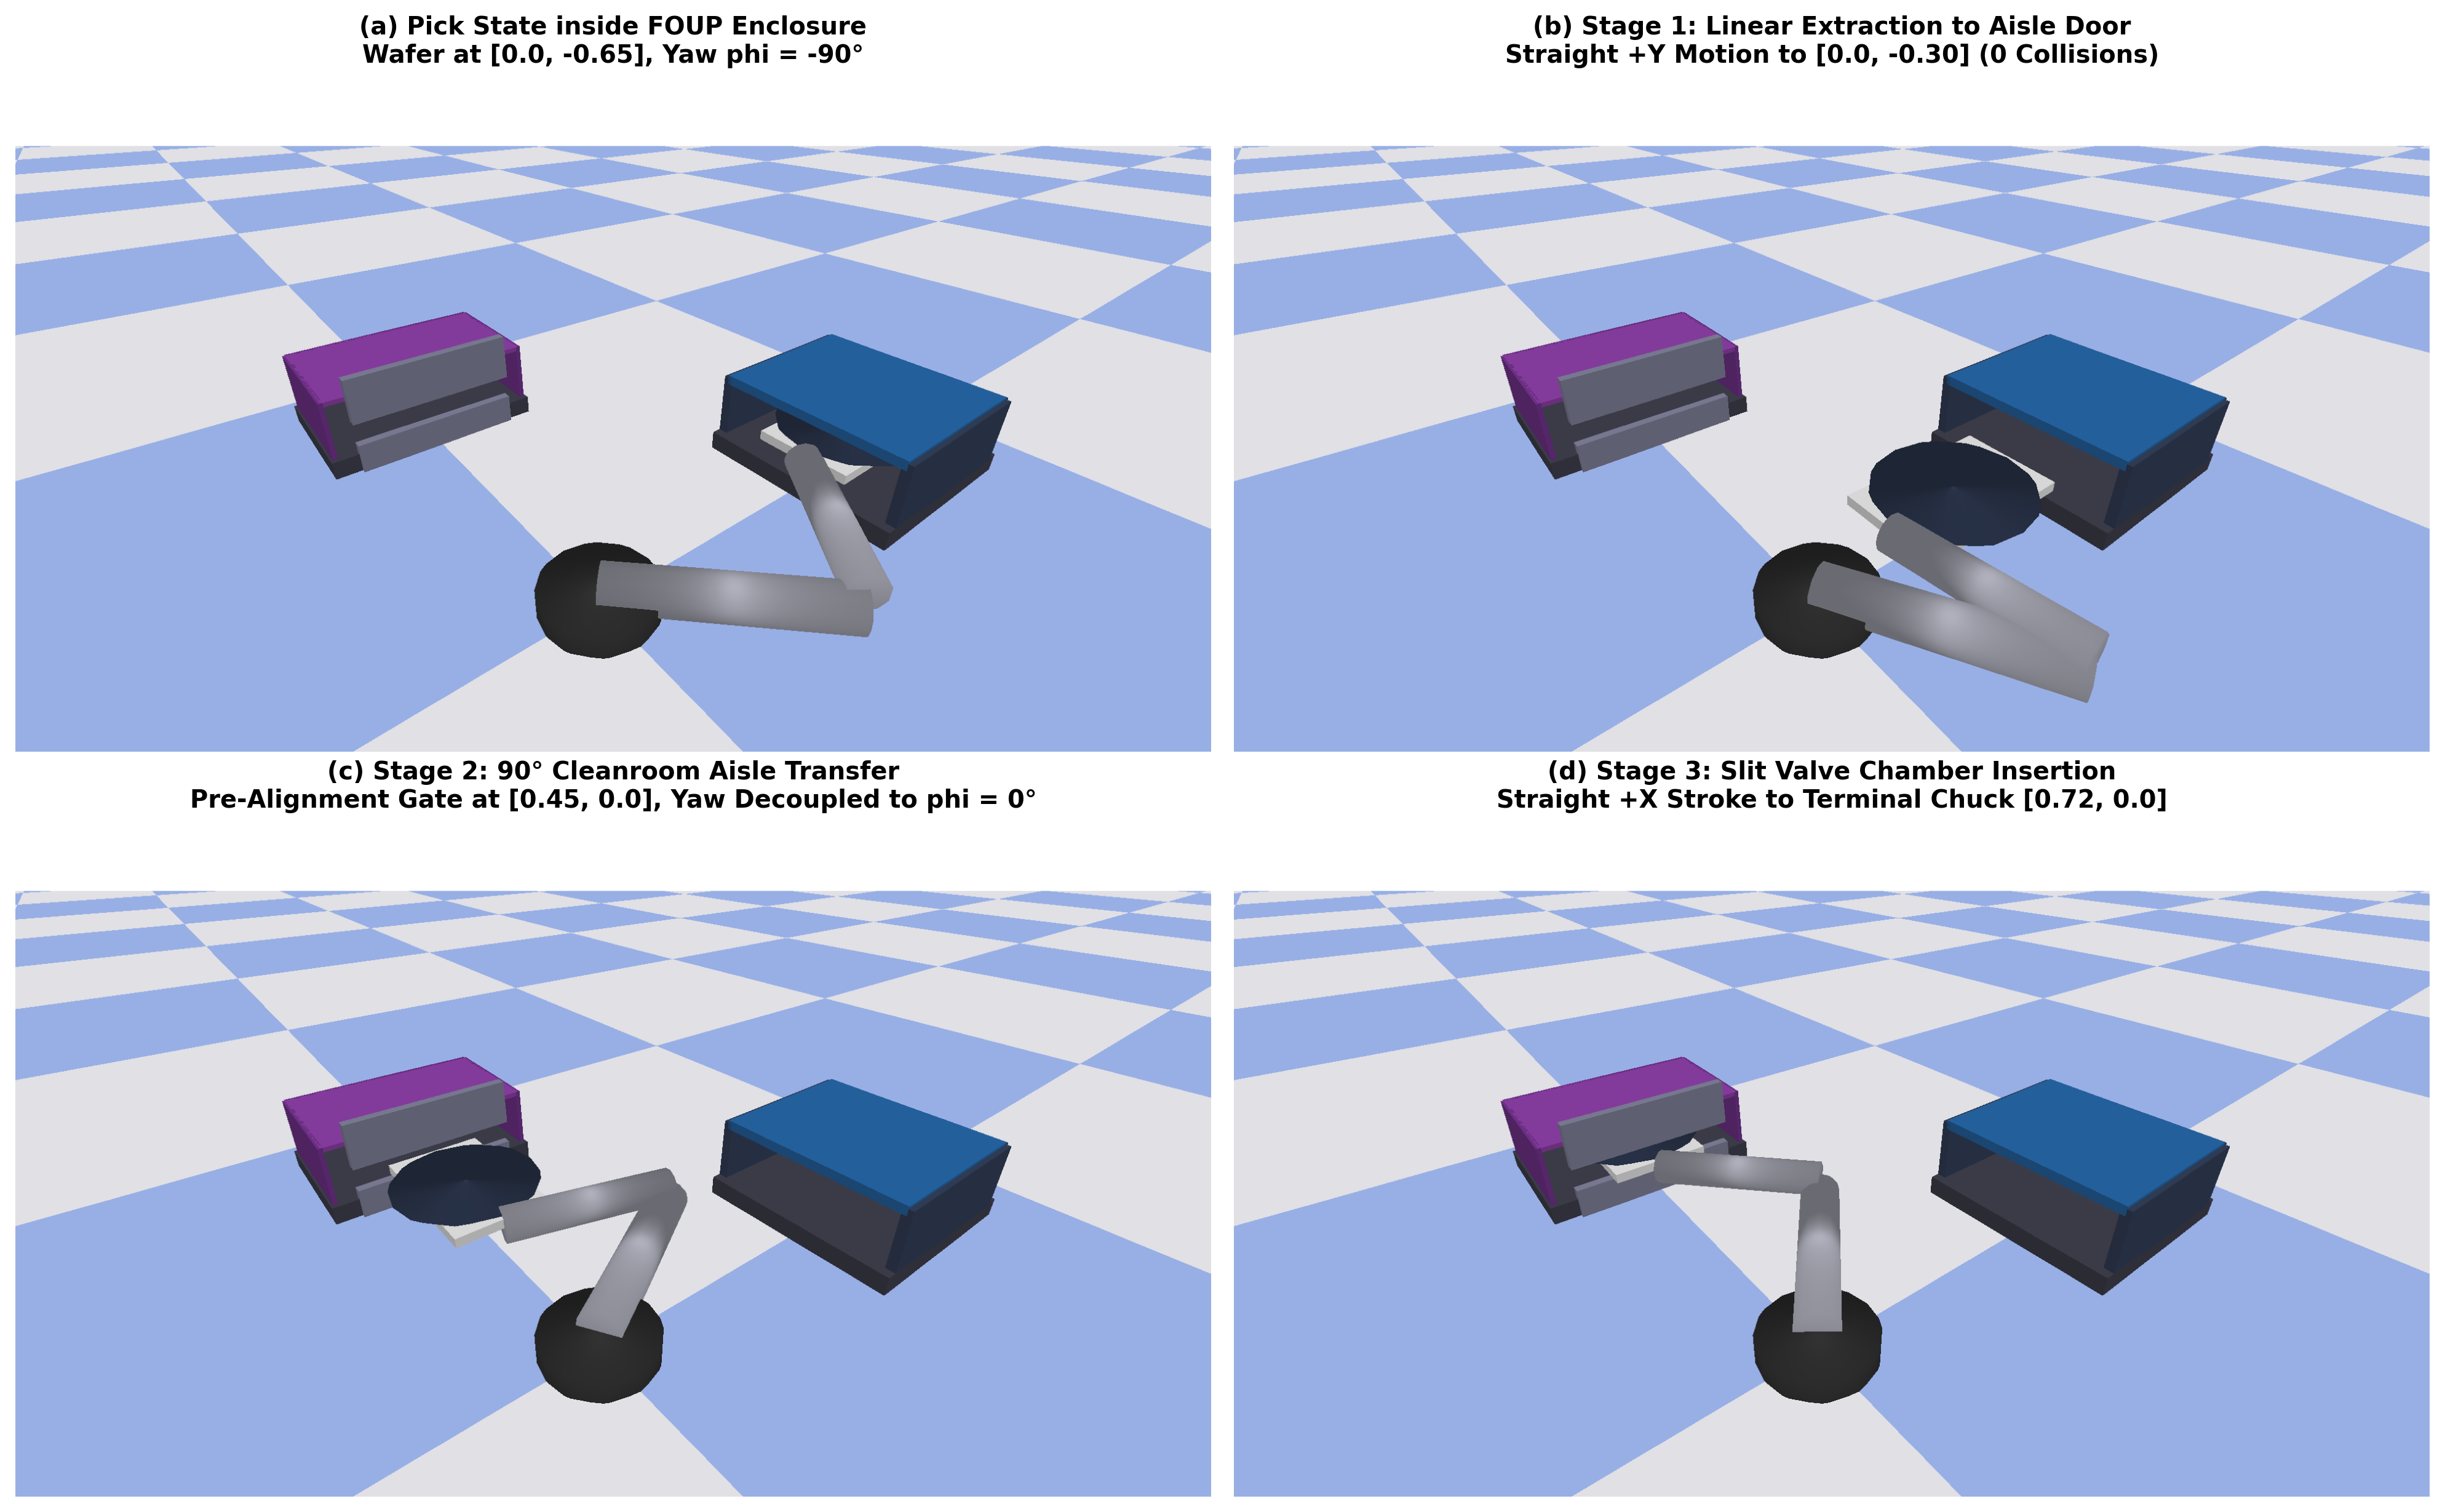 (a) Pick State inside FOUP Enclosure
Wafer at [0.0, -0.65], Yaw phi = -90°
(b) Stage 1: Linear Extraction to Aisle Door
Straight +Y Motion to [0.0, -0.30] (0 Collisions)
(c) Stage 2: 90° Cleanroom Aisle Transfer
Pre-Alignment Gate at [0.45, 0.0], Yaw Decoupled to phi = 0°
(d) Stage 3: Slit Valve Chamber Insertion
Straight +X Stroke to Terminal Chuck [0.72, 0.0]